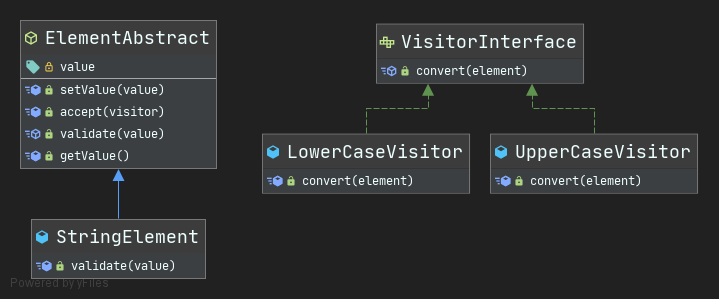 ElementAbstract
value
setValue(value)
accept(visitor)
validate(value)
getValue()
StringElement
validate(value)
VisitorInterface
convert(element)
LowerCaseVisitor
convert(element)
UpperCaseVisitor
convert(element)
Powered by yFiles